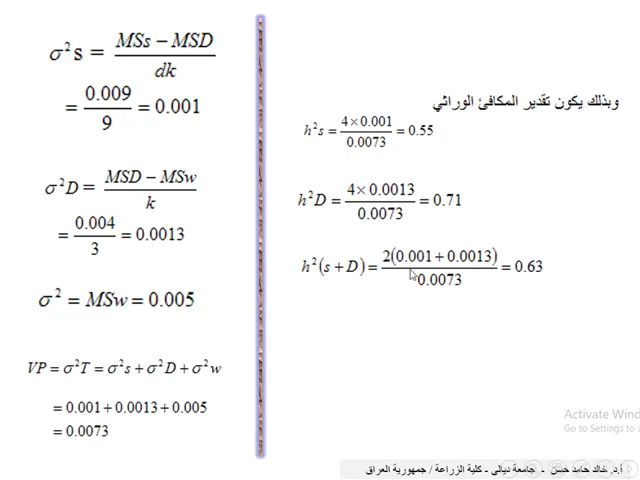 σ²s = (MSs − MSD) / dk
= 0.009 / 9 = 0.001
σ²D = (MSD − MSw) / k
= 0.004 / 3 = 0.0013
σ² = MSw = 0.005
VP = σ²T = σ²s + σ²D + σ²w
= 0.001 + 0.0013 + 0.005
= 0.0073
وبذلك يكون تقدير المكافئ الوراثي
h²s = (4 × 0.001) / 0.0073 = 0.55
h²D = (4 × 0.0013) / 0.0073 = 0.71
h²(s + D) = 2(0.001 + 0.0013) / 0.0073 = 0.63
Activate Wind
Go to Settings to a
أ.د. خالد حامد حسن - جامعة ديالى - كلية الزراعة / جمهورية العراق